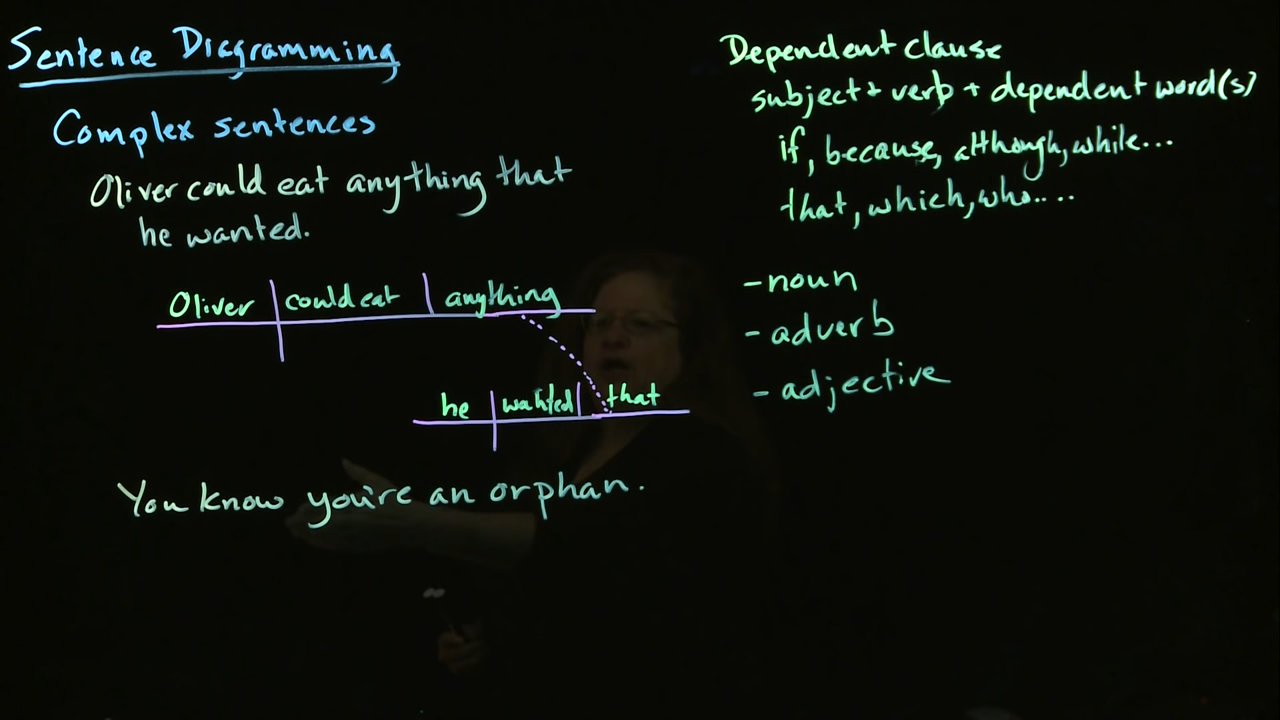 Sentence Diagramming
Complex sentences
Oliver could eat anything that
he wanted.
Oliver could eat anything
he wanted that
You know you're an orphan.
Dependent clause
subject + verb + dependent word(s)
if, because, although, while...
that, which, who....
- noun
- adverb
- adjective